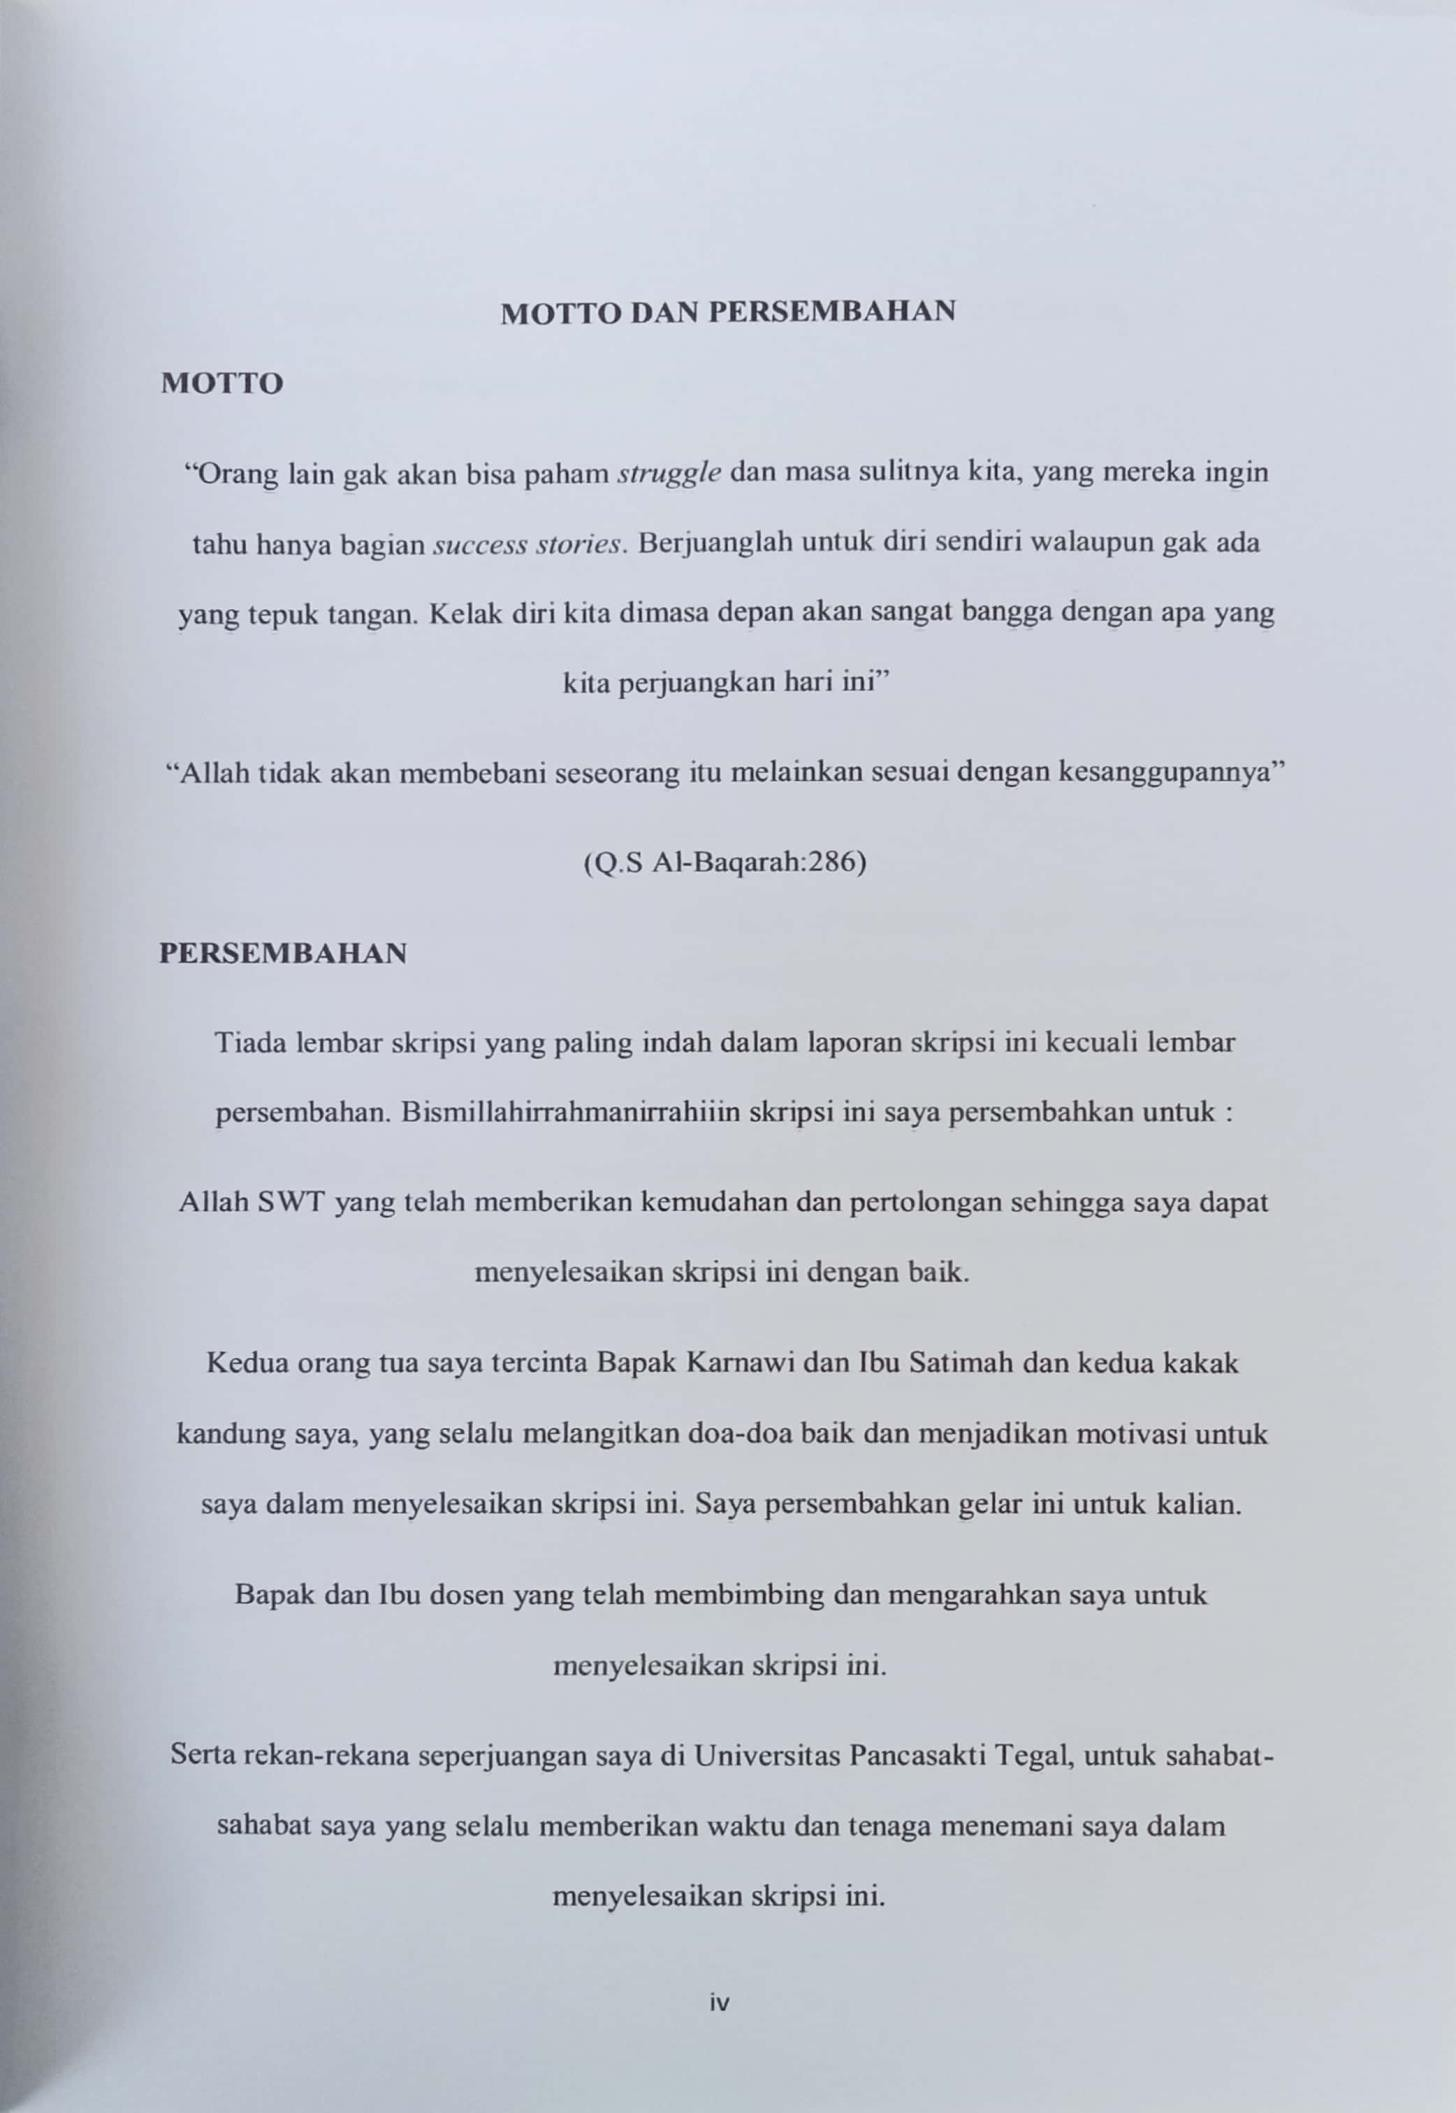 MOTTO DAN PERSEMBAHAN
MOTTO
“Orang lain gak akan bisa paham struggle dan masa sulitnya kita, yang mereka ingin
tahu hanya bagian success stories. Berjuanglah untuk diri sendiri walaupun gak ada
yang tepuk tangan. Kelak diri kita dimasa depan akan sangat bangga dengan apa yang
kita perjuangkan hari ini”
“Allah tidak akan membebani seseorang itu melainkan sesuai dengan kesanggupannya”
(Q.S Al-Baqarah:286)
PERSEMBAHAN
Tiada lembar skripsi yang paling indah dalam laporan skripsi ini kecuali lembar
persembahan. Bismillahirrahmanirrahiiin skripsi ini saya persembahkan untuk :
Allah SWT yang telah memberikan kemudahan dan pertolongan sehingga saya dapat
menyelesaikan skripsi ini dengan baik.
Kedua orang tua saya tercinta Bapak Karnawi dan Ibu Satimah dan kedua kakak
kandung saya, yang selalu melangitkan doa-doa baik dan menjadikan motivasi untuk
saya dalam menyelesaikan skripsi ini. Saya persembahkan gelar ini untuk kalian.
Bapak dan Ibu dosen yang telah membimbing dan mengarahkan saya untuk
menyelesaikan skripsi ini.
Serta rekan-rekana seperjuangan saya di Universitas Pancasakti Tegal, untuk sahabat-
sahabat saya yang selalu memberikan waktu dan tenaga menemani saya dalam
menyelesaikan skripsi ini.
iv